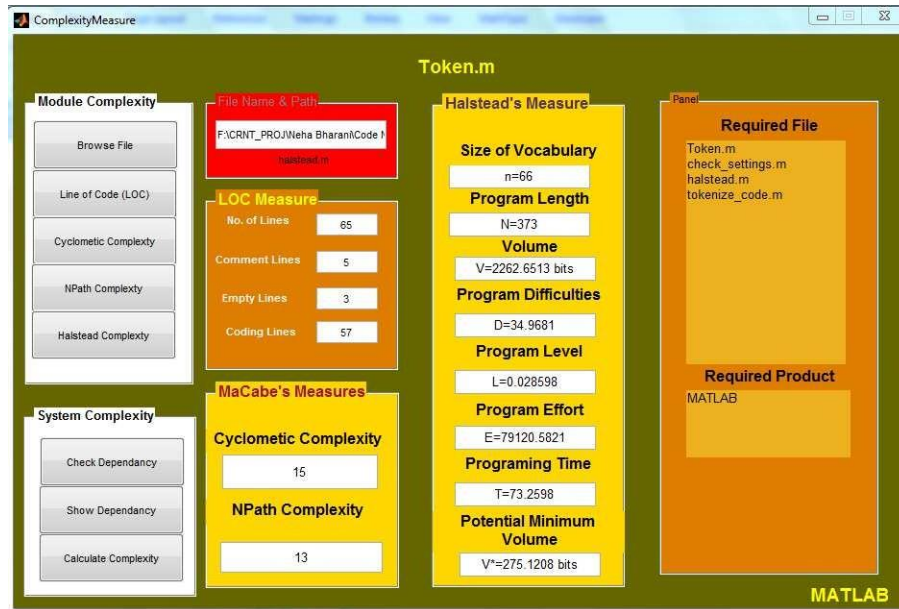 ComplexityMeasure
Token.m
Module Complexity
Browse File
Line of Code (LOC)
Cyclometic Complexty
NPath Complexty
Halstead Complexty
System Complexity
Check Dependancy
Show Dependancy
Calculate Complexity
File Name & Path
F:\CRNT_PROJ\Neha Bharani\Code N
halstead.m
LOC Measure
No. of Lines 65
Comment Lines 5
Empty Lines 3
Coding Lines 57
MaCabe's Measures
Cyclometic Complexity
15
NPath Complexity
13
Halstead's Measure
Size of Vocabulary
n=66
Program Length
N=373
Volume
V=2262.6513 bits
Program Difficulties
D=34.9681
Program Level
L=0.028598
Program Effort
E=79120.5821
Programing Time
T=73.2598
Potential Minimum
Volume
V*=275.1208 bits
Panel
Required File
Token.m
check_settings.m
halstead.m
tokenize_code.m
Required Product
MATLAB
MATLAB